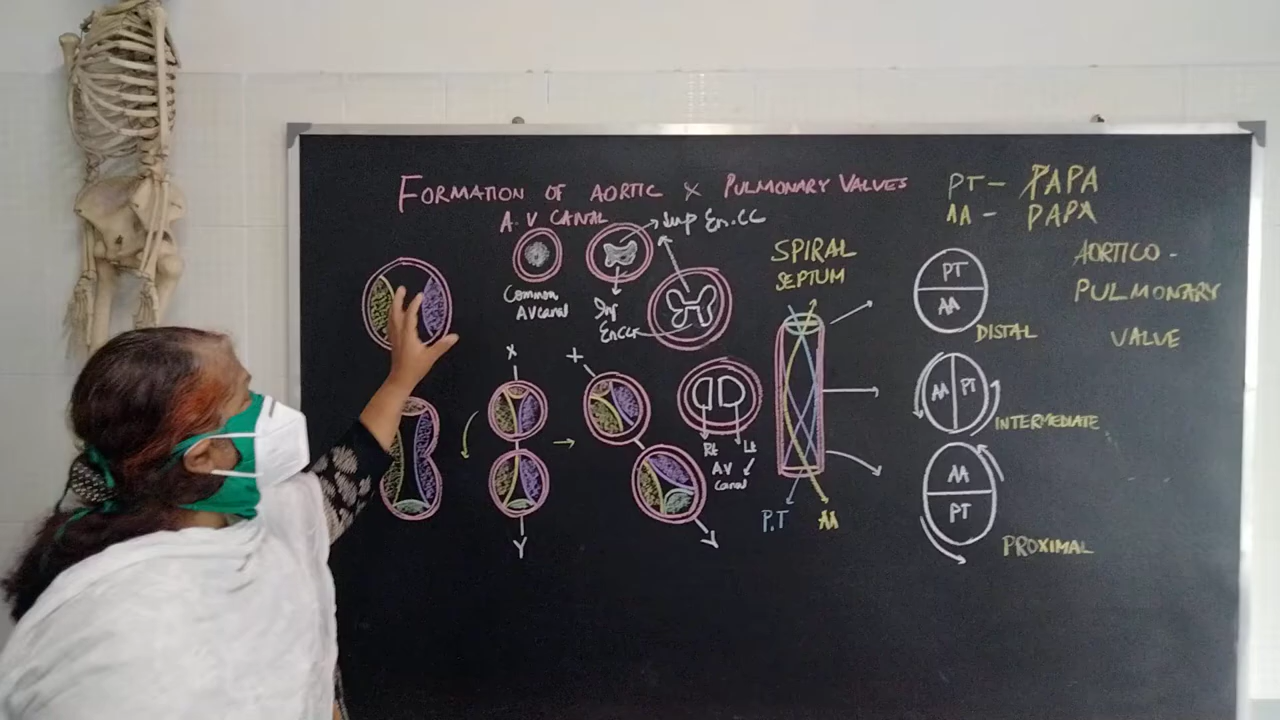 FORMATION OF AORTIC & PULMONARY VALVES
PT - PAPA
AA - PAPA
A.V CANAL
Sup En.CC
Common
AV canal
Inf
En.CC
SPIRAL
SEPTUM
AORTICO -
PULMONARY
VALVE
PT
AA
DISTAL
X
X
AA PT
INTERMEDIATE
Rt Lt
AV
Canal
AA
PT
PROXIMAL
P.T AA
Y
Y